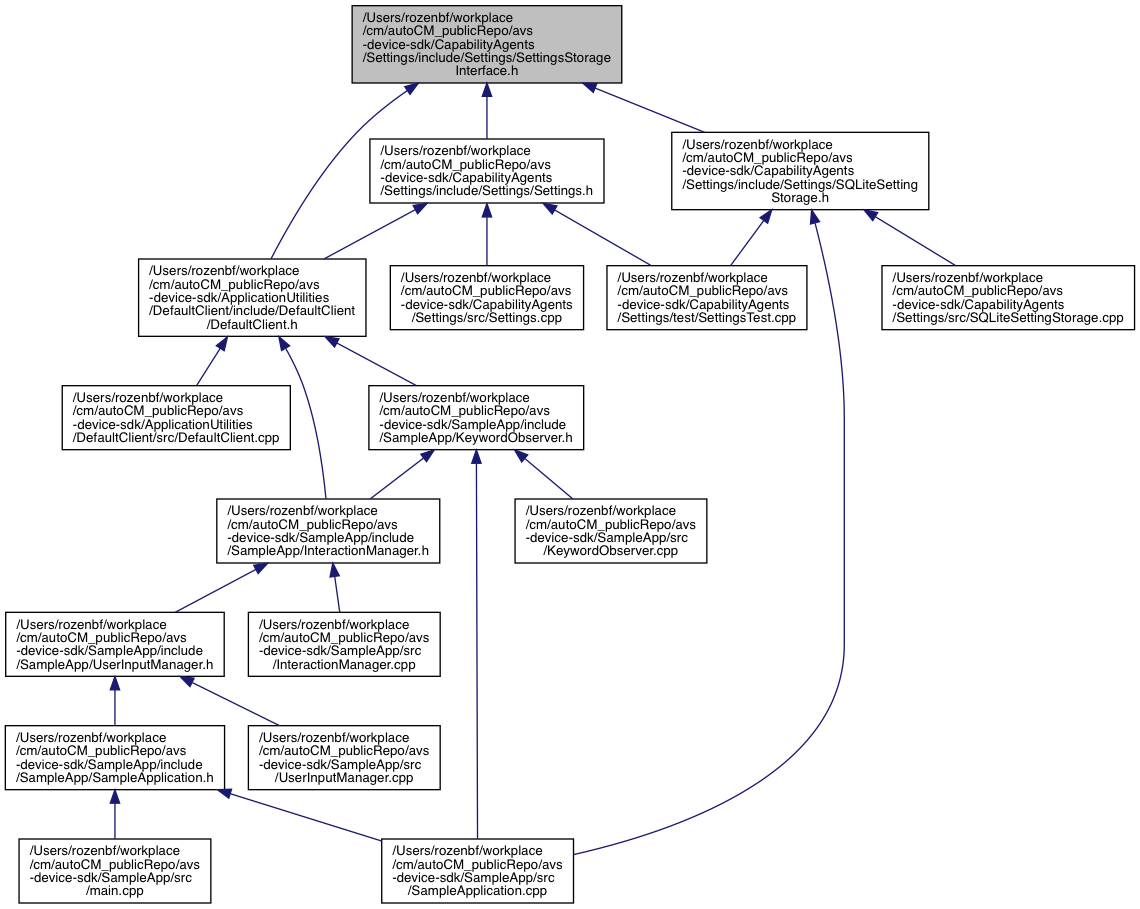 /Users/rozenbf/workplace
/cm/autoCM_publicRepo/avs
-device-sdk/CapabilityAgents
/Settings/include/Settings/SettingsStorage
Interface.h
/Users/rozenbf/workplace
/cm/autoCM_publicRepo/avs
-device-sdk/CapabilityAgents
/Settings/include/Settings/Settings.h
/Users/rozenbf/workplace
/cm/autoCM_publicRepo/avs
-device-sdk/CapabilityAgents
/Settings/include/Settings/SQLiteSetting
Storage.h
/Users/rozenbf/workplace
/cm/autoCM_publicRepo/avs
-device-sdk/ApplicationUtilities
/DefaultClient/include/DefaultClient
/DefaultClient.h
/Users/rozenbf/workplace
/cm/autoCM_publicRepo/avs
-device-sdk/CapabilityAgents
/Settings/src/Settings.cpp
/Users/rozenbf/workplace
/cm/autoCM_publicRepo/avs
-device-sdk/CapabilityAgents
/Settings/test/SettingsTest.cpp
/Users/rozenbf/workplace
/cm/autoCM_publicRepo/avs
-device-sdk/CapabilityAgents
/Settings/src/SQLiteSettingStorage.cpp
/Users/rozenbf/workplace
/cm/autoCM_publicRepo/avs
-device-sdk/ApplicationUtilities
/DefaultClient/src/DefaultClient.cpp
/Users/rozenbf/workplace
/cm/autoCM_publicRepo/avs
-device-sdk/SampleApp/include
/SampleApp/KeywordObserver.h
/Users/rozenbf/workplace
/cm/autoCM_publicRepo/avs
-device-sdk/SampleApp/include
/SampleApp/InteractionManager.h
/Users/rozenbf/workplace
/cm/autoCM_publicRepo/avs
-device-sdk/SampleApp/src
/KeywordObserver.cpp
/Users/rozenbf/workplace
/cm/autoCM_publicRepo/avs
-device-sdk/SampleApp/include
/SampleApp/UserInputManager.h
/Users/rozenbf/workplace
/cm/autoCM_publicRepo/avs
-device-sdk/SampleApp/src
/InteractionManager.cpp
/Users/rozenbf/workplace
/cm/autoCM_publicRepo/avs
-device-sdk/SampleApp/include
/SampleApp/SampleApplication.h
/Users/rozenbf/workplace
/cm/autoCM_publicRepo/avs
-device-sdk/SampleApp/src
/UserInputManager.cpp
/Users/rozenbf/workplace
/cm/autoCM_publicRepo/avs
-device-sdk/SampleApp/src
/main.cpp
/Users/rozenbf/workplace
/cm/autoCM_publicRepo/avs
-device-sdk/SampleApp/src
/SampleApplication.cpp